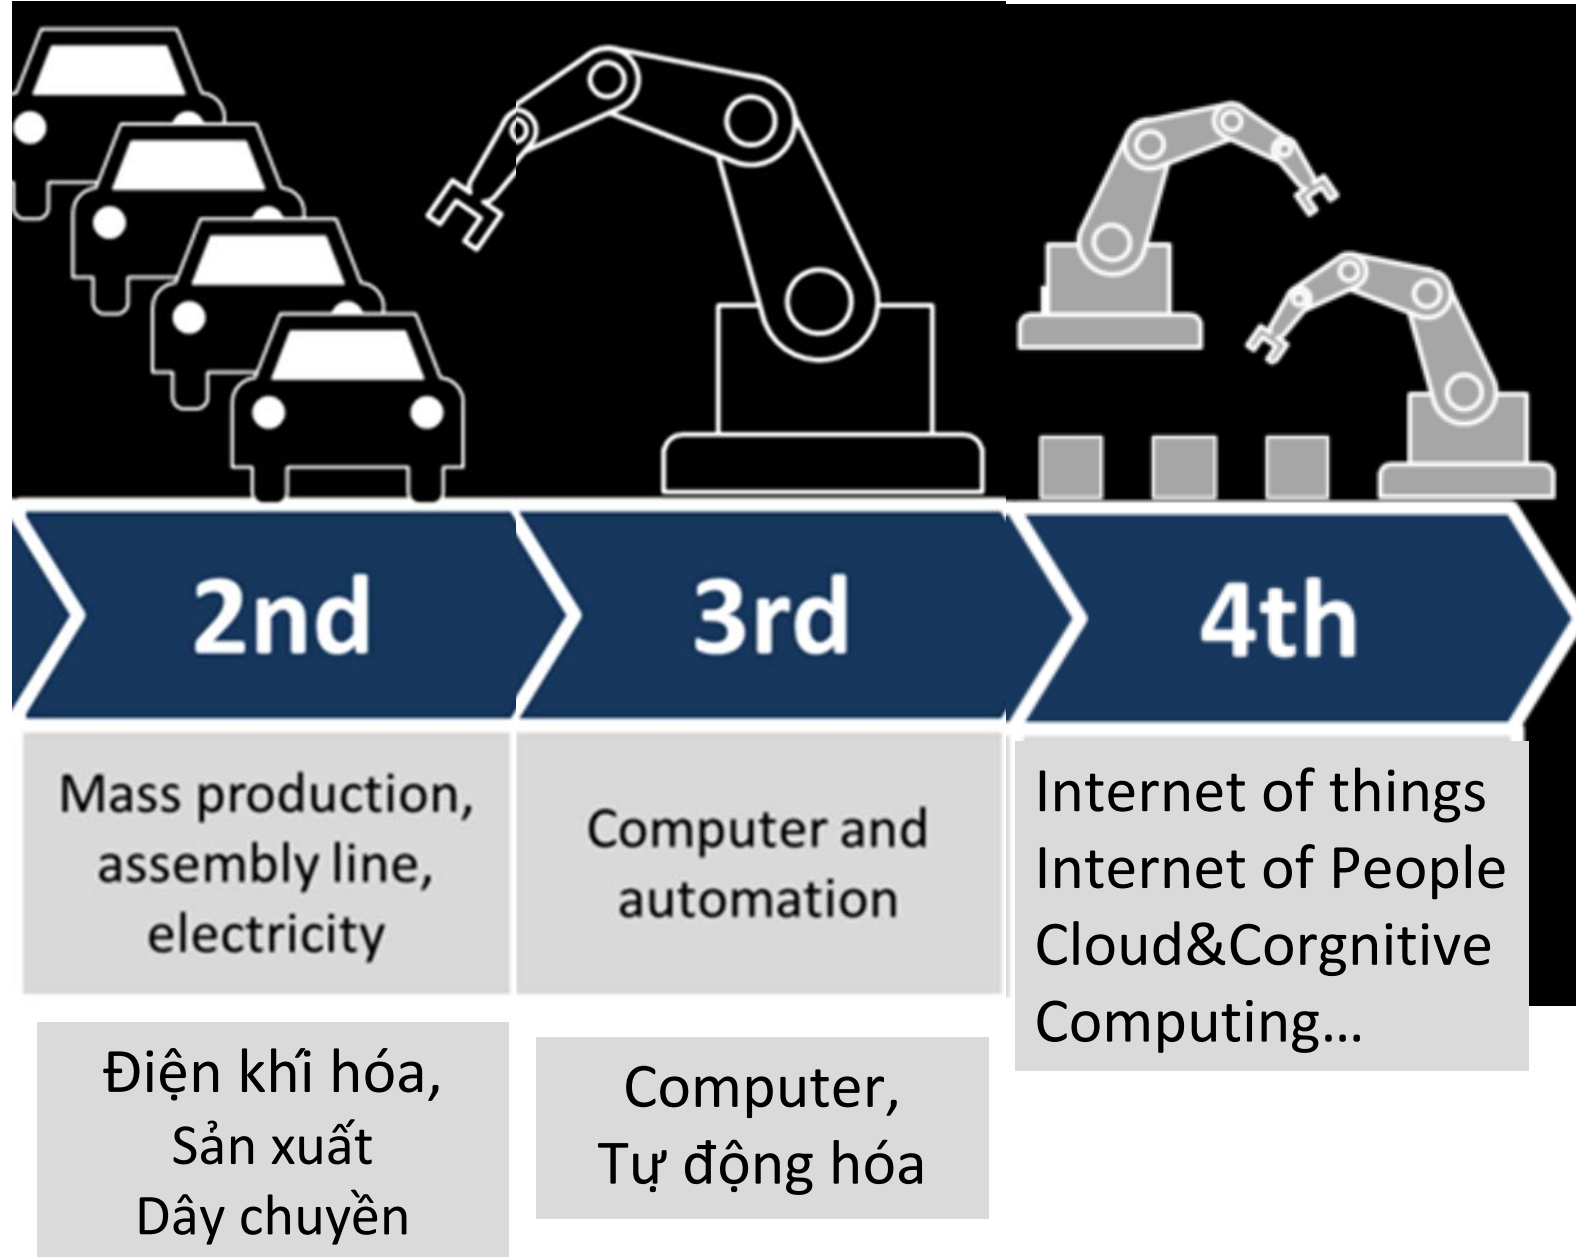 2nd
3rd
4th
Mass production,
assembly line,
electricity
Computer and
automation
Internet of things
Internet of People
Cloud&Corgnitive
Computing...
Điện khí hóa,
Sản xuất
Dây chuyền
Computer,
Tự động hóa